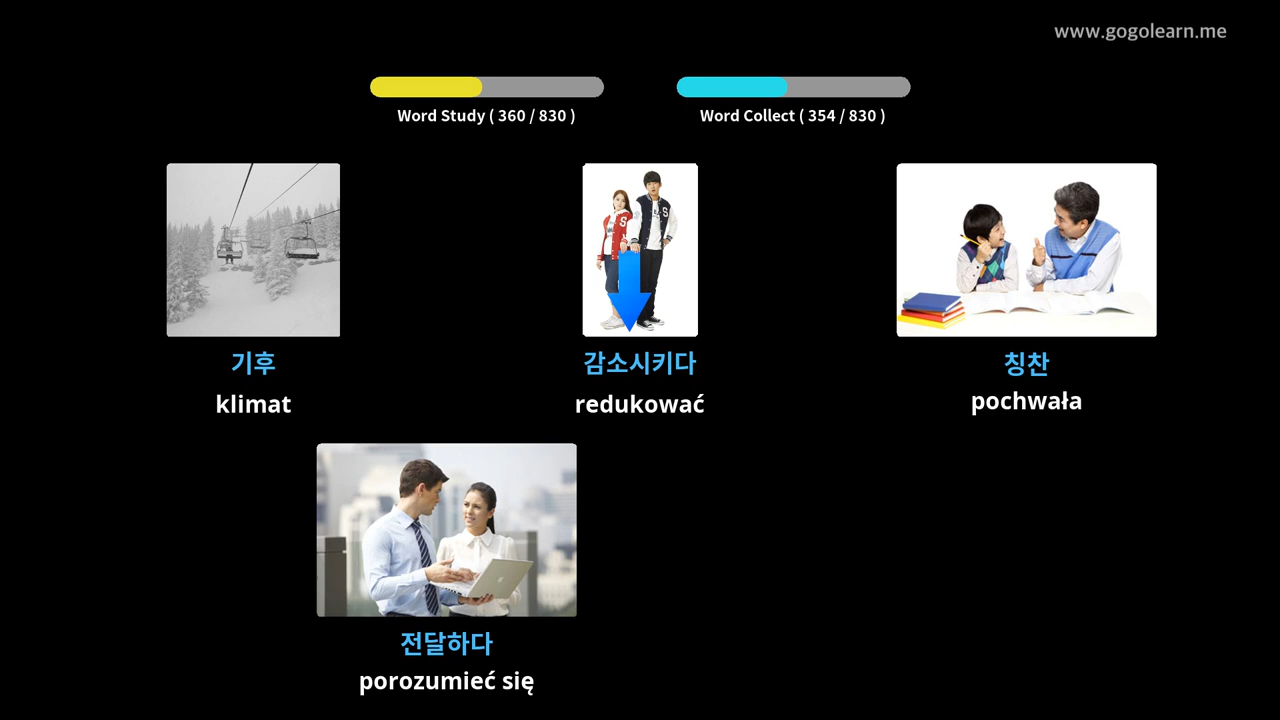 www.gogolearn.me
Word Study ( 360 / 830 )
Word Collect ( 354 / 830 )
기후
klimat
감소시키다
redukować
칭찬
pochwała
전달하다
porozumieć się